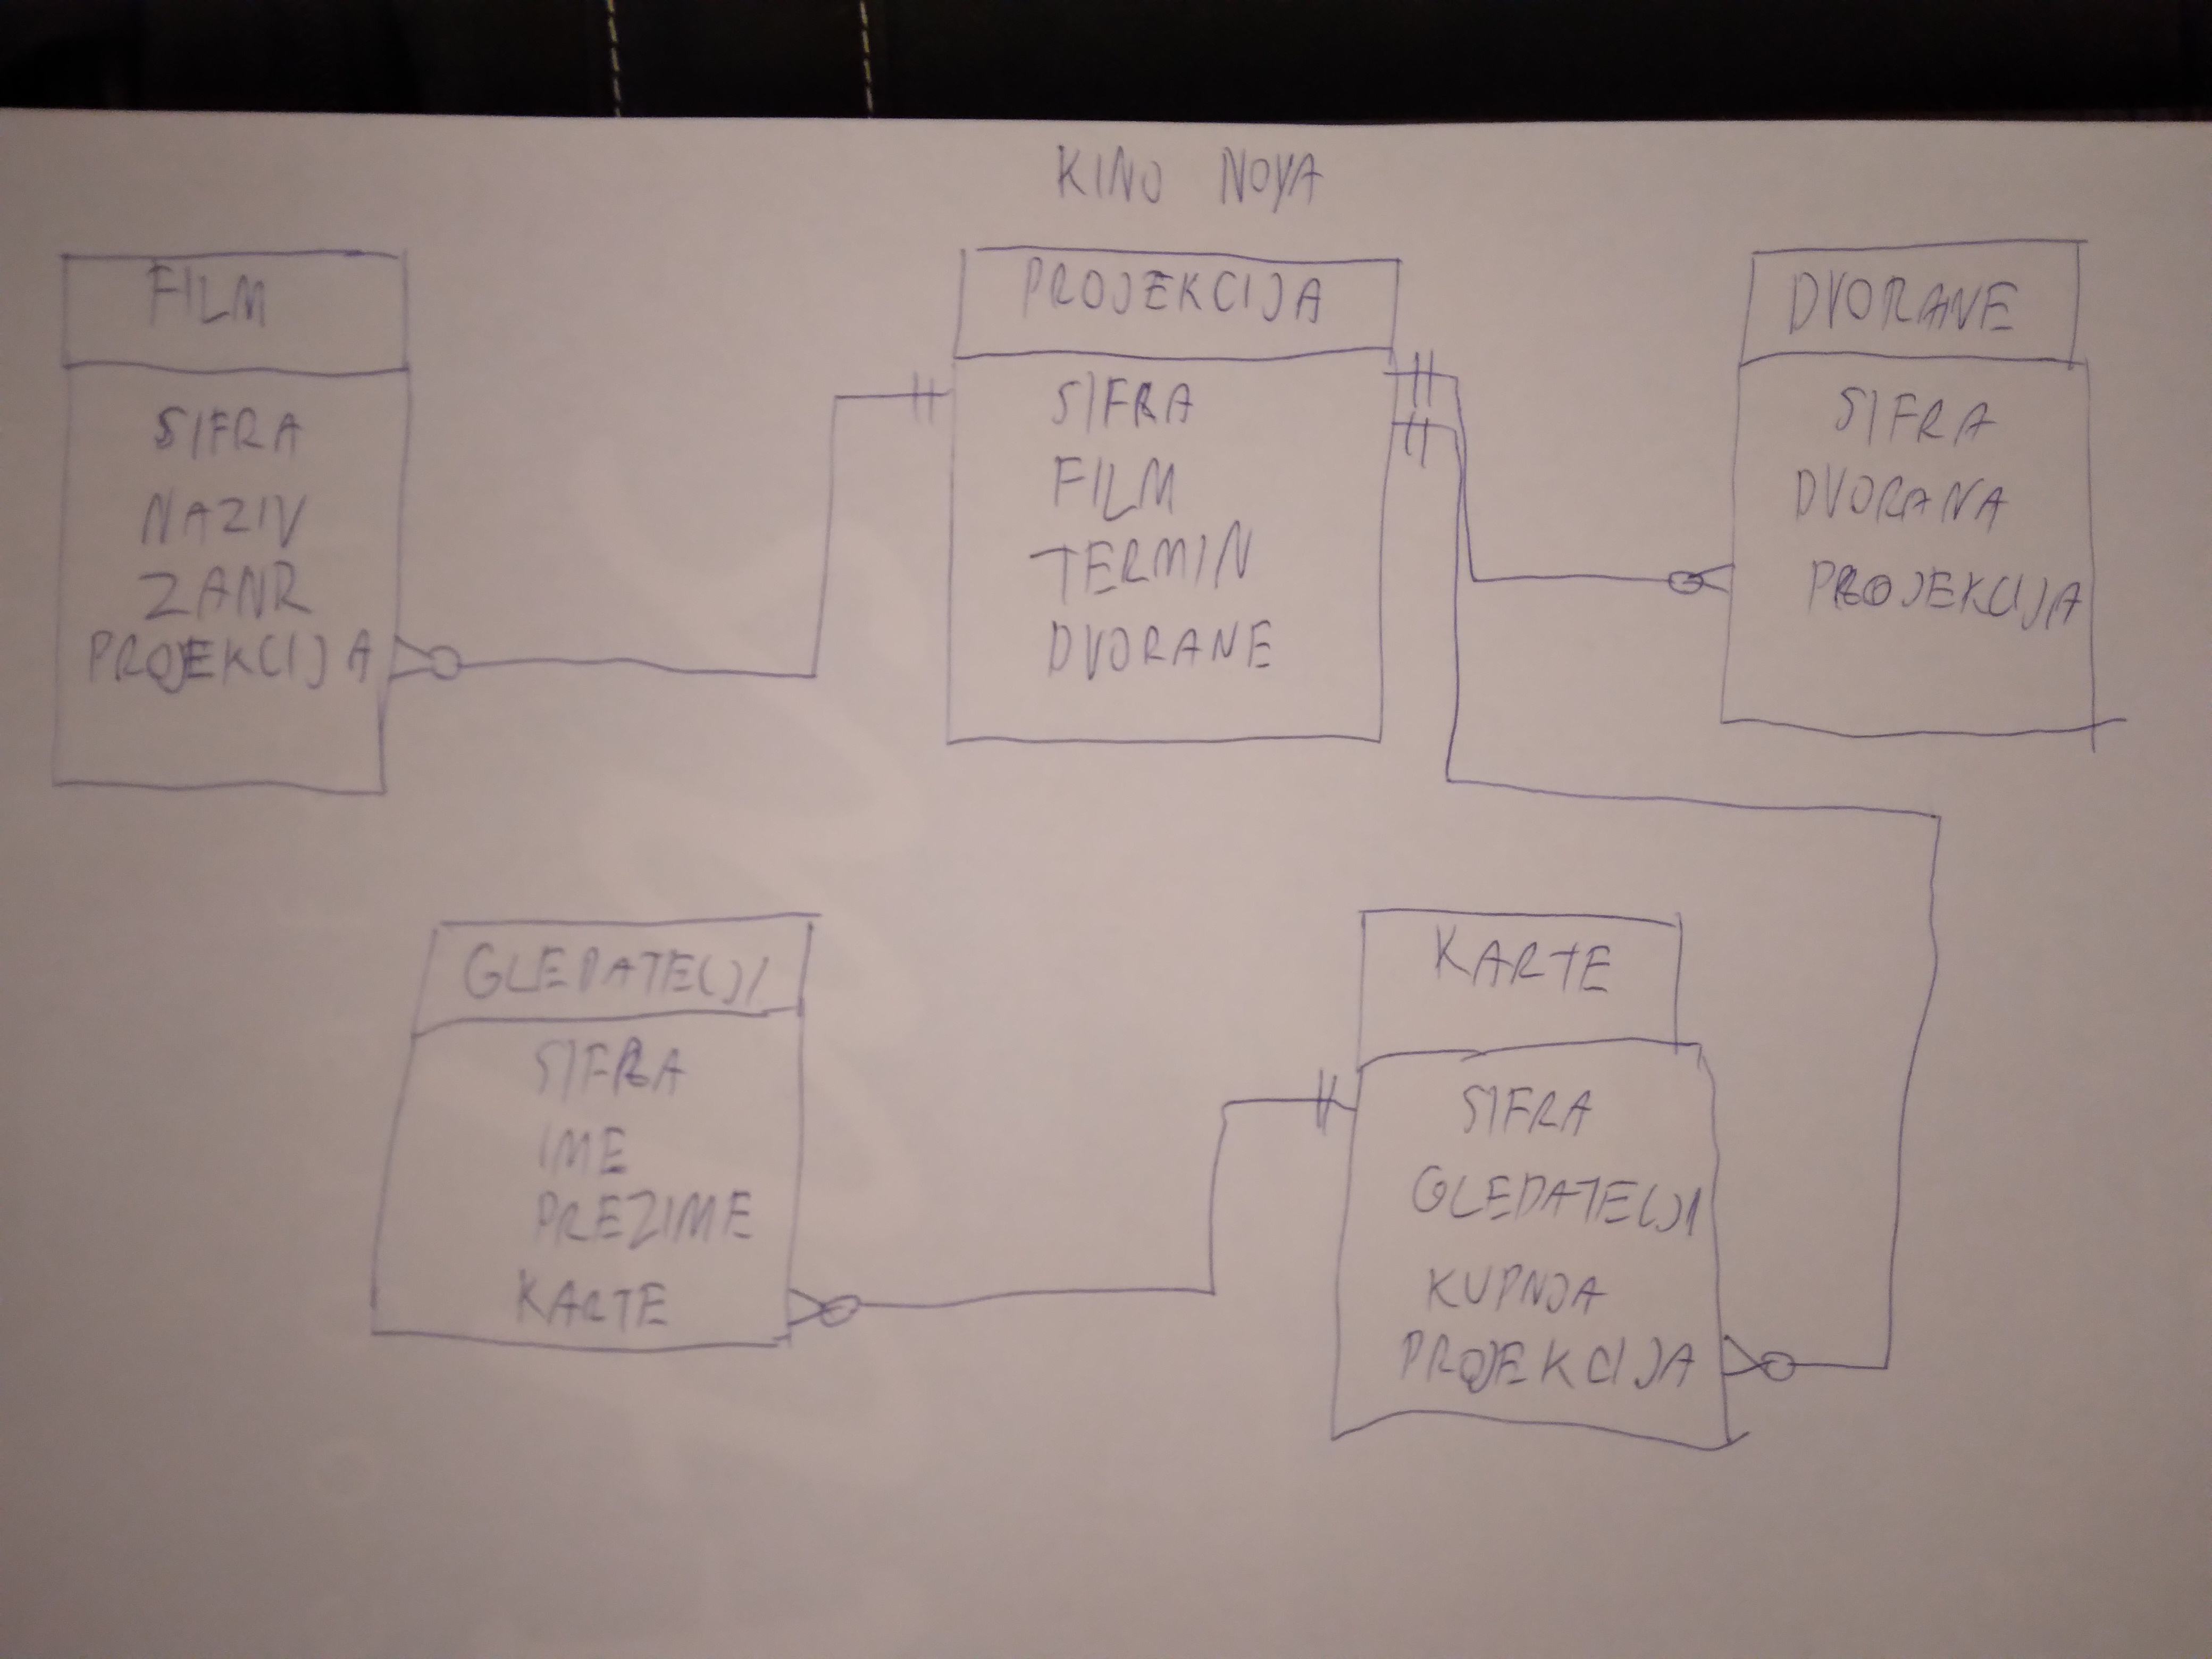 KINO NOVA
FILM
SIFRA
NAZIV
ZANR
PROJEKCIJA
PROJEKCIJA
SIFRA
FILM
TERMIN
DVORANE
DVORANE
SIFRA
DVORANA
PROJEKCIJA
GLEDATELJI
SIFRA
IME
PREZIME
KARTE
KARTE
SIFRA
GLEDATELJI
KUPNJA
PROJEKCIJA